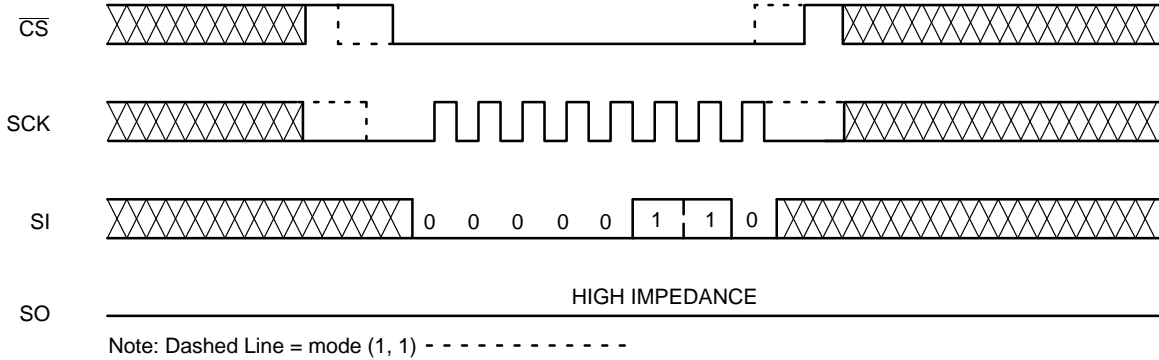 CS
SCK
SI
0 0 0 0 0 1 1 0
SO
HIGH IMPEDANCE
Note: Dashed Line = mode (1, 1)